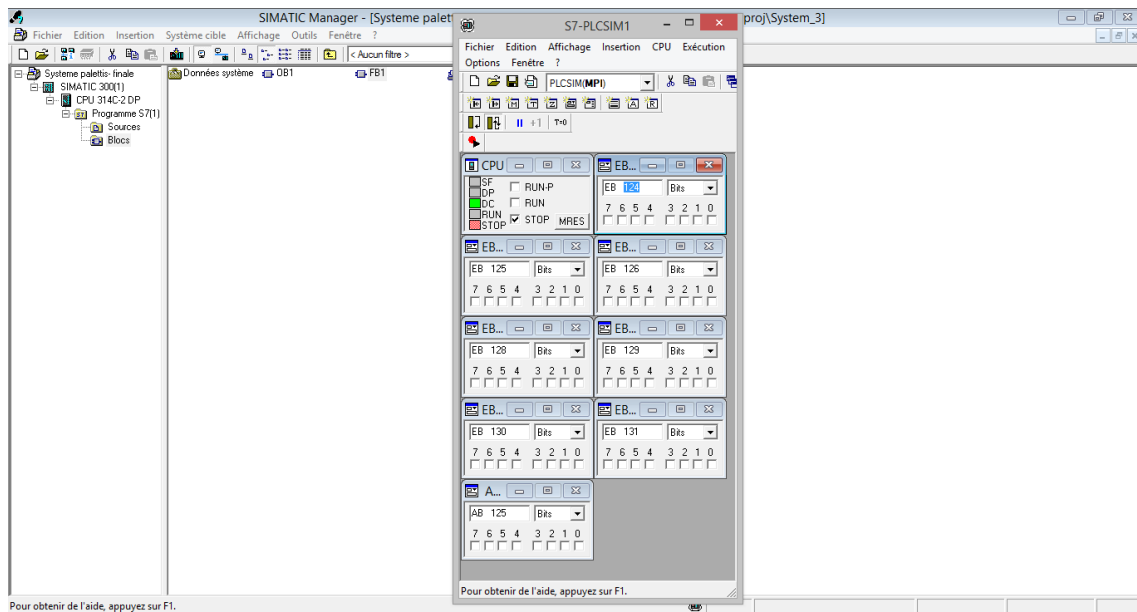 SIMATIC Manager - [Systeme palett
proj\System_3]
Fichier Edition Insertion Système cible Affichage Outils Fenêtre ?
< Aucun filtre >
Systeme palettis- finale
SIMATIC 300(1)
CPU 314C-2 DP
Programme S7(1)
Sources
Blocs
Données système OB1 FB1
S7-PLCSIM1
Fichier Edition Affichage Insertion CPU Exécution
Options Fenêtre ?
PLCSIM(MPI)
+1 T=0
CPU
SF
DP
DC
RUN
STOP
RUN-P
RUN
STOP MRES
EB...
EB 124 Bits
7 6 5 4 3 2 1 0
EB...
EB 125 Bits
7 6 5 4 3 2 1 0
EB...
EB 126 Bits
7 6 5 4 3 2 1 0
EB...
EB 128 Bits
7 6 5 4 3 2 1 0
EB...
EB 129 Bits
7 6 5 4 3 2 1 0
EB...
EB 130 Bits
7 6 5 4 3 2 1 0
EB...
EB 131 Bits
7 6 5 4 3 2 1 0
A...
AB 125 Bits
7 6 5 4 3 2 1 0
Pour obtenir de l'aide, appuyez sur F1.
Pour obtenir de l'aide, appuyez sur F1.